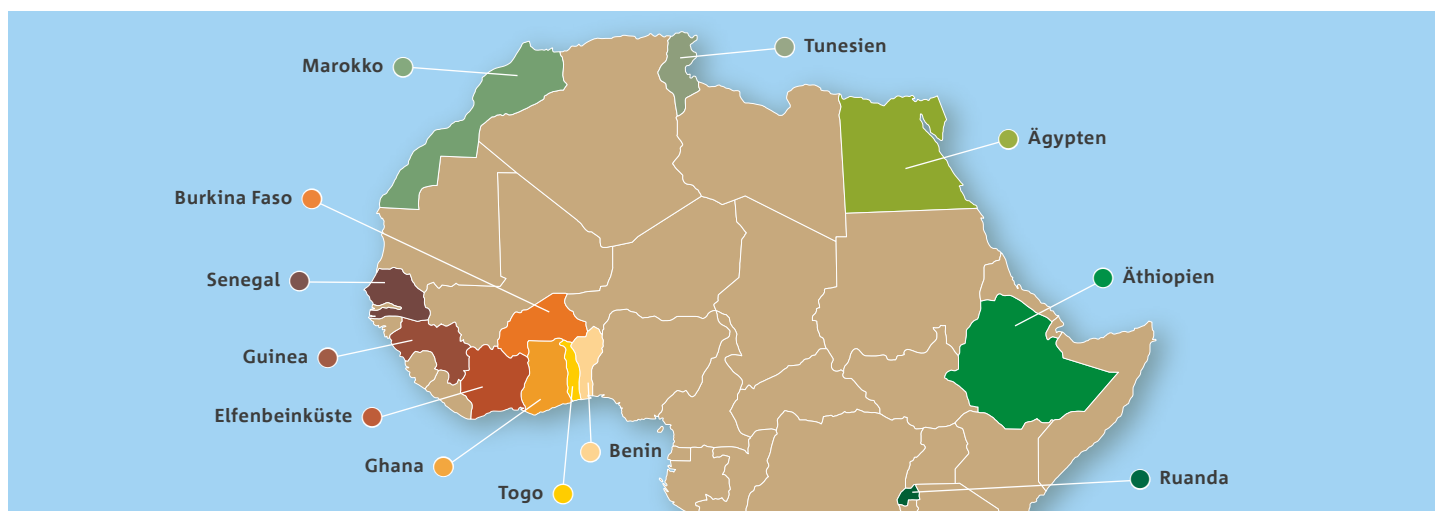 Tunesien
Marokko
Ägypten
Burkina Faso
Senegal
Äthiopien
Guinea
Elfenbeinküste
Benin
Ghana
Ruanda
Togo